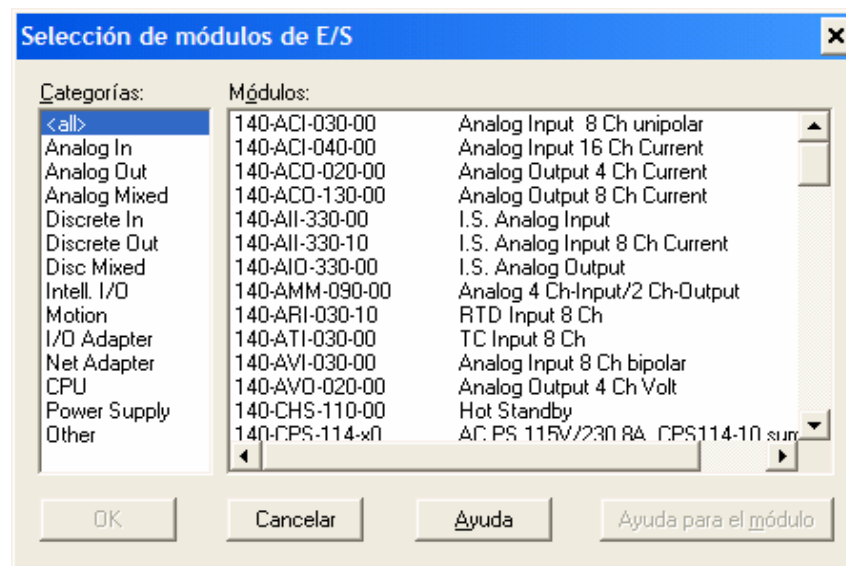 Selección de módulos de E/S
Categorías:
<all>
Analog In
Analog Out
Analog Mixed
Discrete In
Discrete Out
Disc Mixed
Intell. I/O
Motion
I/O Adapter
Net Adapter
CPU
Power Supply
Other
Módulos:
140-ACI-030-00 Analog Input 8 Ch unipolar
140-ACI-040-00 Analog Input 16 Ch Current
140-ACO-020-00 Analog Output 4 Ch Current
140-ACO-130-00 Analog Output 8 Ch Current
140-AII-330-00 I.S. Analog Input
140-AII-330-10 I.S. Analog Input 8 Ch Current
140-AIO-330-00 I.S. Analog Output
140-AMM-090-00 Analog 4 Ch-Input/2 Ch-Output
140-ARI-030-10 RTD Input 8 Ch
140-ATI-030-00 TC Input 8 Ch
140-AVI-030-00 Analog Input 8 Ch bipolar
140-AVO-020-00 Analog Output 4 Ch Volt
140-CHS-110-00 Hot Standby
140-CPS-114-x0 AC PS 115V/230 8A CPS114-10 sum
OK
Cancelar
Ayuda
Ayuda para el módulo